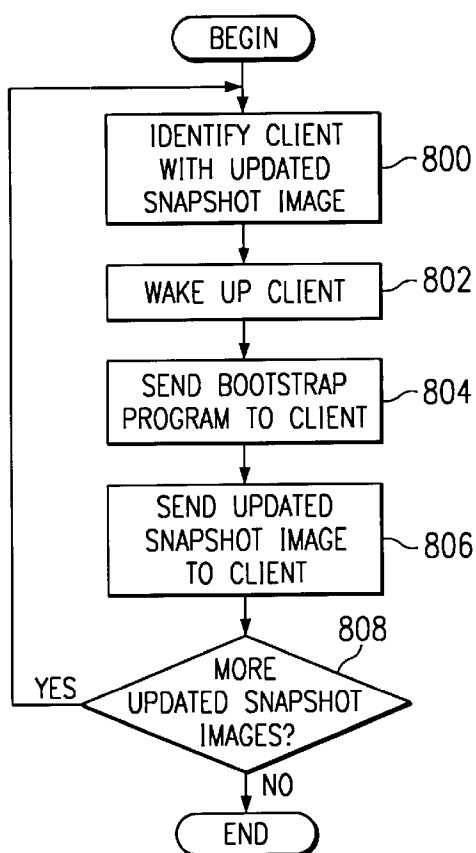 BEGIN
IDENTIFY CLIENT
WITH UPDATED
SNAPSHOT IMAGE
800
WAKE UP CLIENT
802
SEND BOOTSTRAP
PROGRAM TO CLIENT
804
SEND UPDATED
SNAPSHOT IMAGE
TO CLIENT
806
808
MORE
UPDATED SNAPSHOT
IMAGES?
YES
NO
END